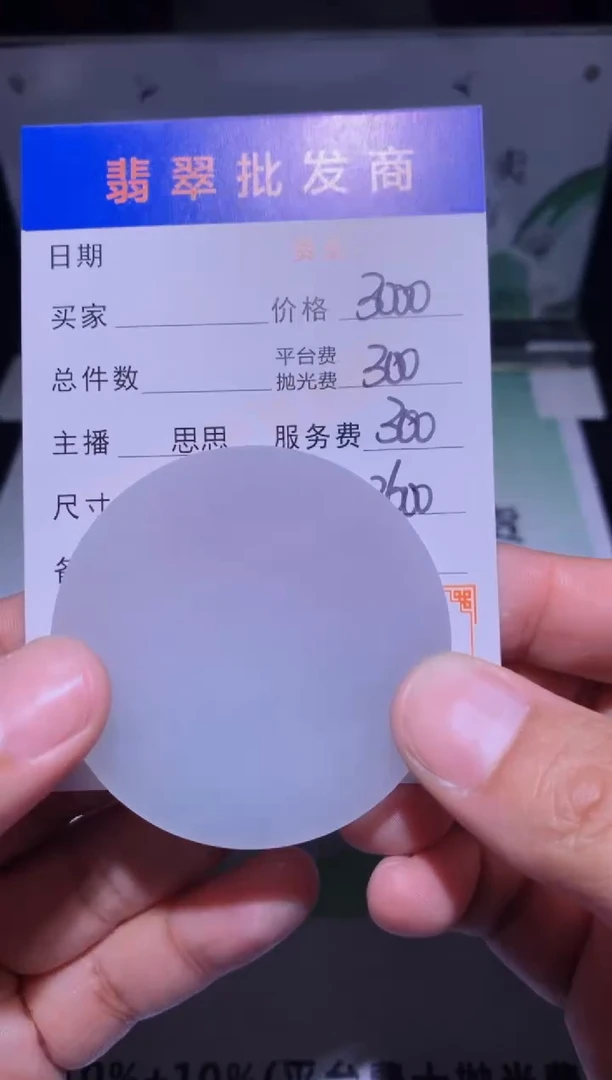 翡翠批发商
日期
买家 价格 3000
总件数 平台费 抛光费 300
主播 思思 服务费 300
尺寸 3600